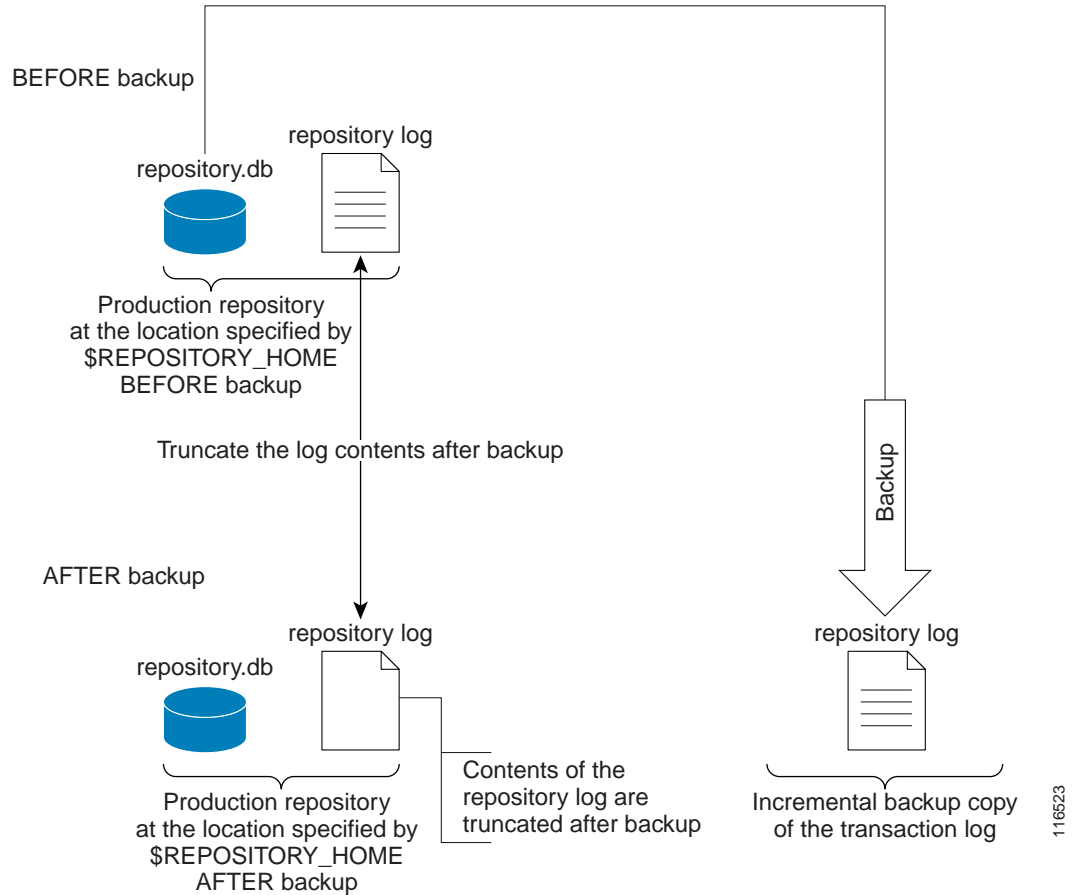 BEFORE backup
repository log
repository.db
Production repository
at the location specified by
$REPOSITORY_HOME
BEFORE backup
Truncate the log contents after backup
Backup
AFTER backup
repository log
repository.db
repository log
Contents of the
repository log are
truncated after backup
Production repository
at the location specified by
$REPOSITORY_HOME
AFTER backup
Incremental backup copy
of the transaction log
116523